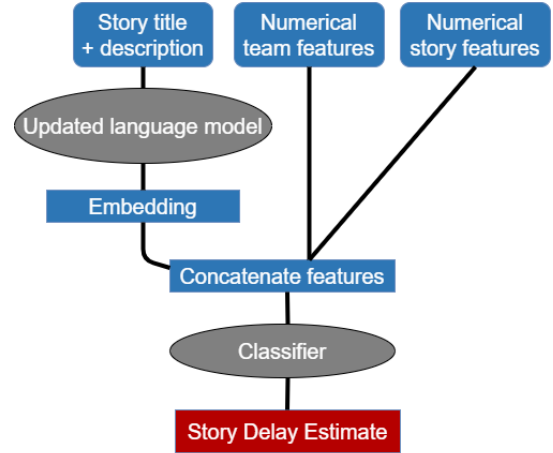 Story title
+ description
Numerical
team features
Numerical
story features
Updated language model
Embedding
Concatenate features
Classifier
Story Delay Estimate